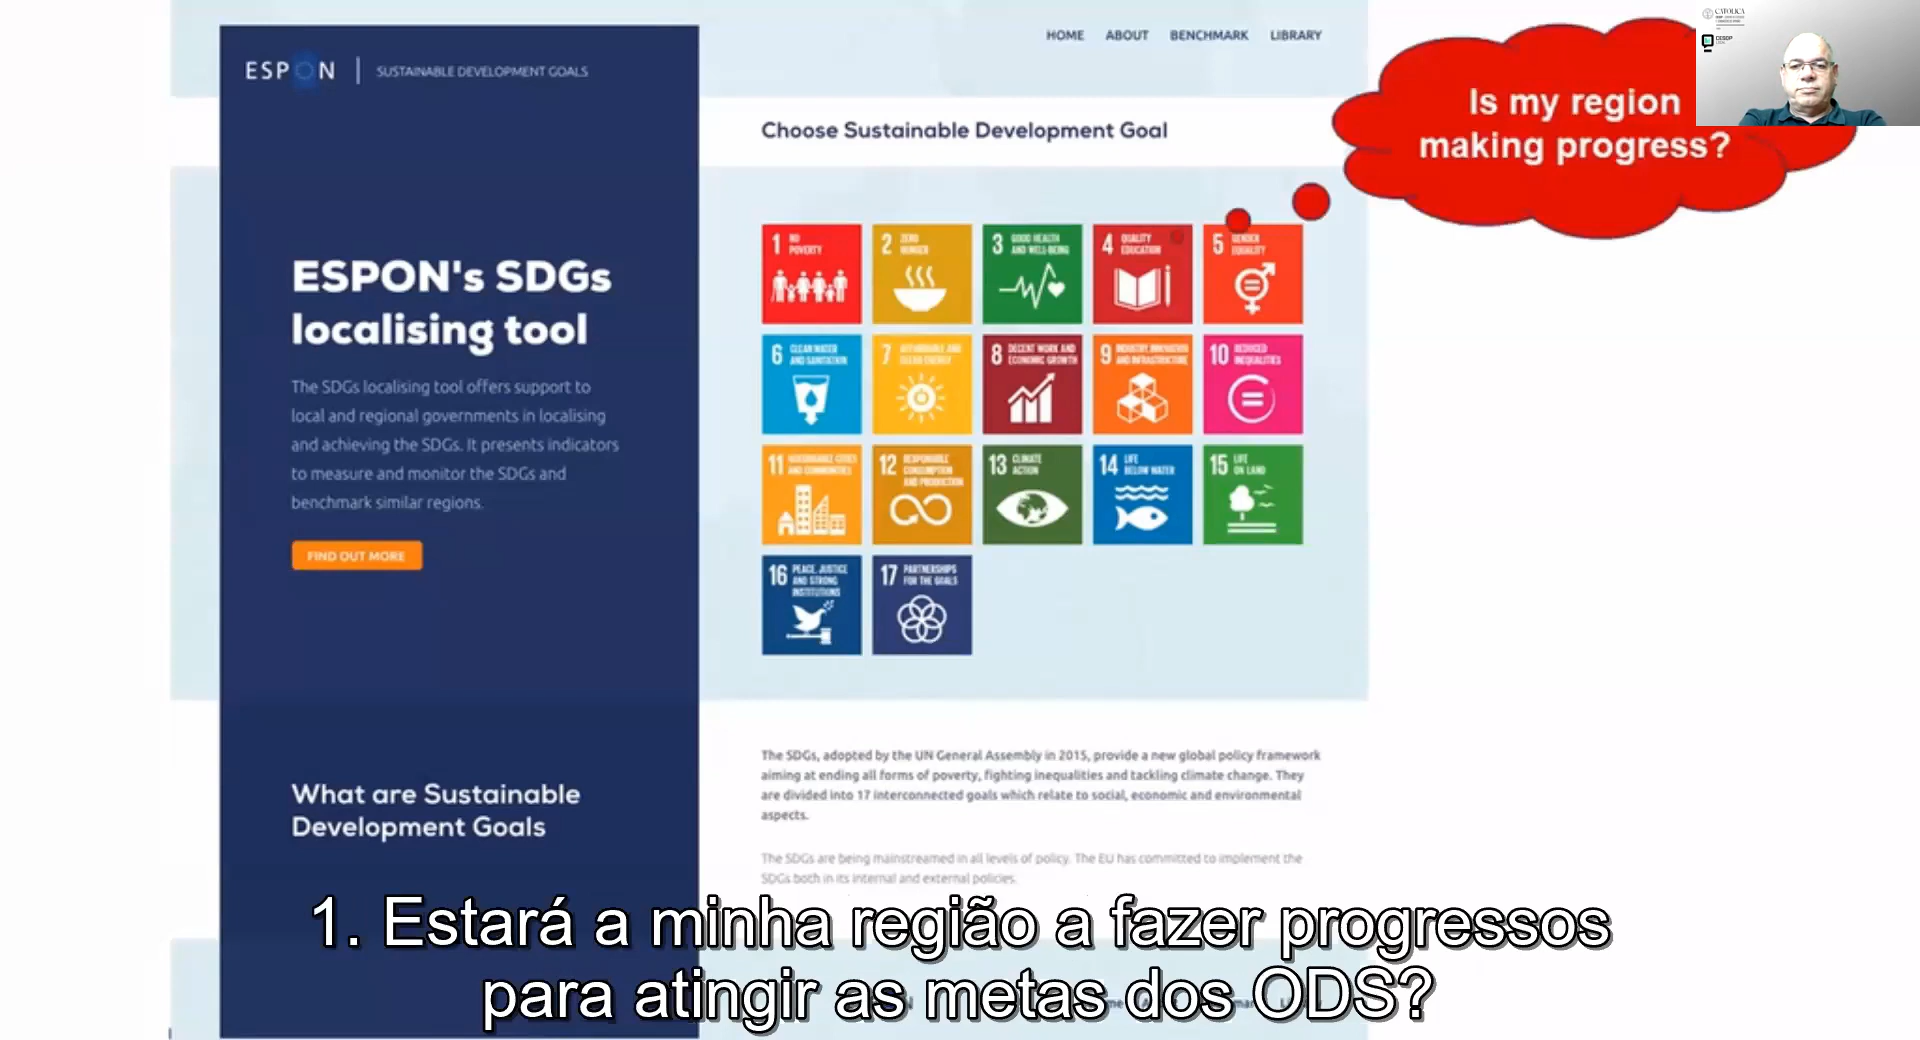 ESPON | SUSTAINABLE DEVELOPMENT GOALS
HOME ABOUT BENCHMARK LIBRARY
Choose Sustainable Development Goal
Is my region
making progress?
CATOLICA
CESOP
ESPON's SDGs
localising tool
The SDGs localising tool offers support to
local and regional governments in localising
and achieving the SDGs. It presents indicators
to measure and monitor the SDGs and
benchmark similar regions.
FIND OUT MORE
1 NO
POVERTY
2 ZERO
HUNGER
3 GOOD HEALTH
AND WELL-BEING
4 QUALITY
EDUCATION
5 GENDER
EQUALITY
6 CLEAN WATER
AND SANITATION
7 AFFORDABLE AND
CLEAN ENERGY
8 DECENT WORK AND
ECONOMIC GROWTH
9 INDUSTRY, INNOVATION
AND INFRASTRUCTURE
10 REDUCED
INEQUALITIES
11 SUSTAINABLE CITIES
AND COMMUNITIES
12 RESPONSIBLE
CONSUMPTION
AND PRODUCTION
13 CLIMATE
ACTION
14 LIFE
BELOW WATER
15 LIFE
ON LAND
16 PEACE, JUSTICE
AND STRONG
INSTITUTIONS
17 PARTNERSHIPS
FOR THE GOALS
What are Sustainable
Development Goals
The SDGs, adopted by the UN General Assembly in 2015, provide a new global policy framework
aiming at ending all forms of poverty, fighting inequalities and tackling climate change. They
are divided into 17 interconnected goals which relate to social, economic and environmental
aspects.
The SDGs are being mainstreamed in all levels of policy. The EU has committed to implement the
SDGs both in its internal and external policies.
1. Estará a minha região a fazer progressos
para atingir as metas dos ODS?